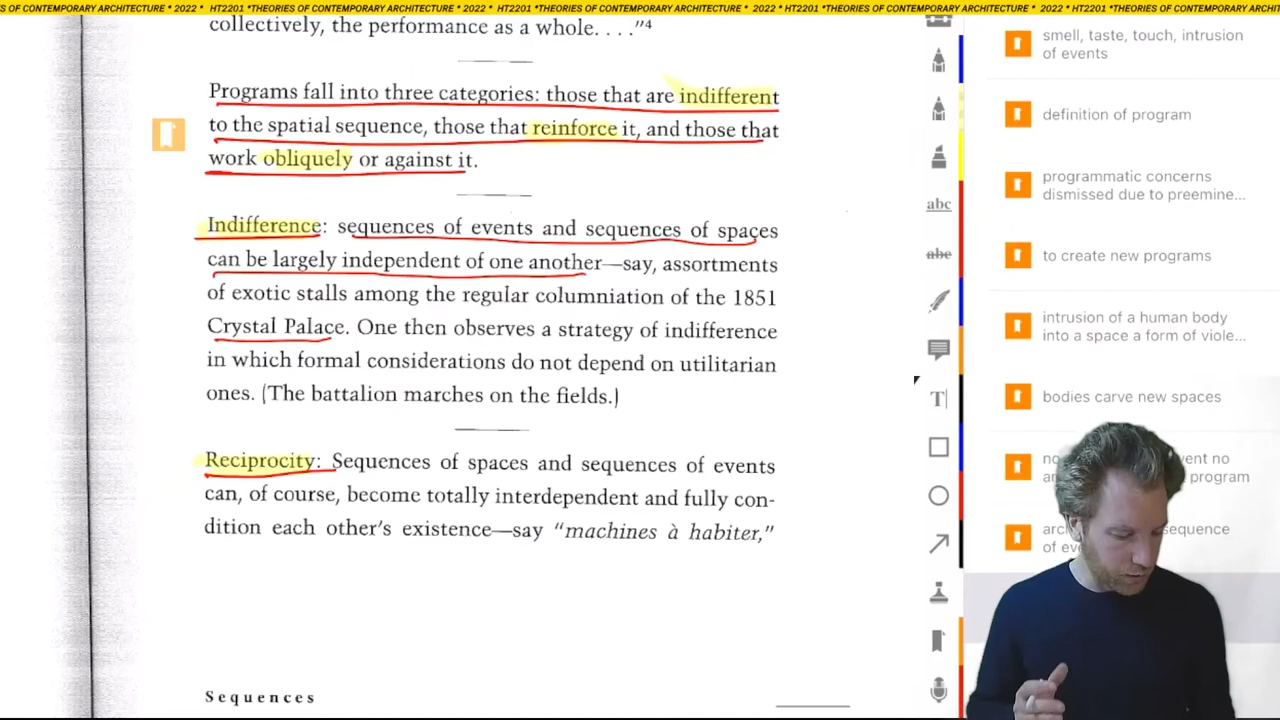 S OF CONTEMPORARY ARCHITECTURE * 2022 * HT2201 *THEORIES OF CONTEMPORARY ARCHITECTURE * 2022 * HT2201 *THEORIES OF CONTEMPORARY ARCHITECTURE * 2022 * HT2201 *THEORIES OF CONTEMPORARY ARCHITECTURE * 2022 * HT2201 *THEORIES OF CONTEMPORARY ARCHITECTUR
collectively, the performance as a whole. . . .”4
Programs fall into three categories: those that are indifferent
to the spatial sequence, those that reinforce it, and those that
work obliquely or against it.
Indifference: sequences of events and sequences of spaces
can be largely independent of one another—say, assortments
of exotic stalls among the regular columniation of the 1851
Crystal Palace. One then observes a strategy of indifference
in which formal considerations do not depend on utilitarian
ones. (The battalion marches on the fields.)
Reciprocity: Sequences of spaces and sequences of events
can, of course, become totally interdependent and fully con-
dition each other’s existence—say “machines à habiter,”
Sequences
abc
abc
T
smell, taste, touch, intrusion
of events
definition of program
programmatic concerns
dismissed due to preemine...
to create new programs
intrusion of a human body
into a space a form of viole...
bodies carve new spaces
no vent no
program
arc sequence
of eve